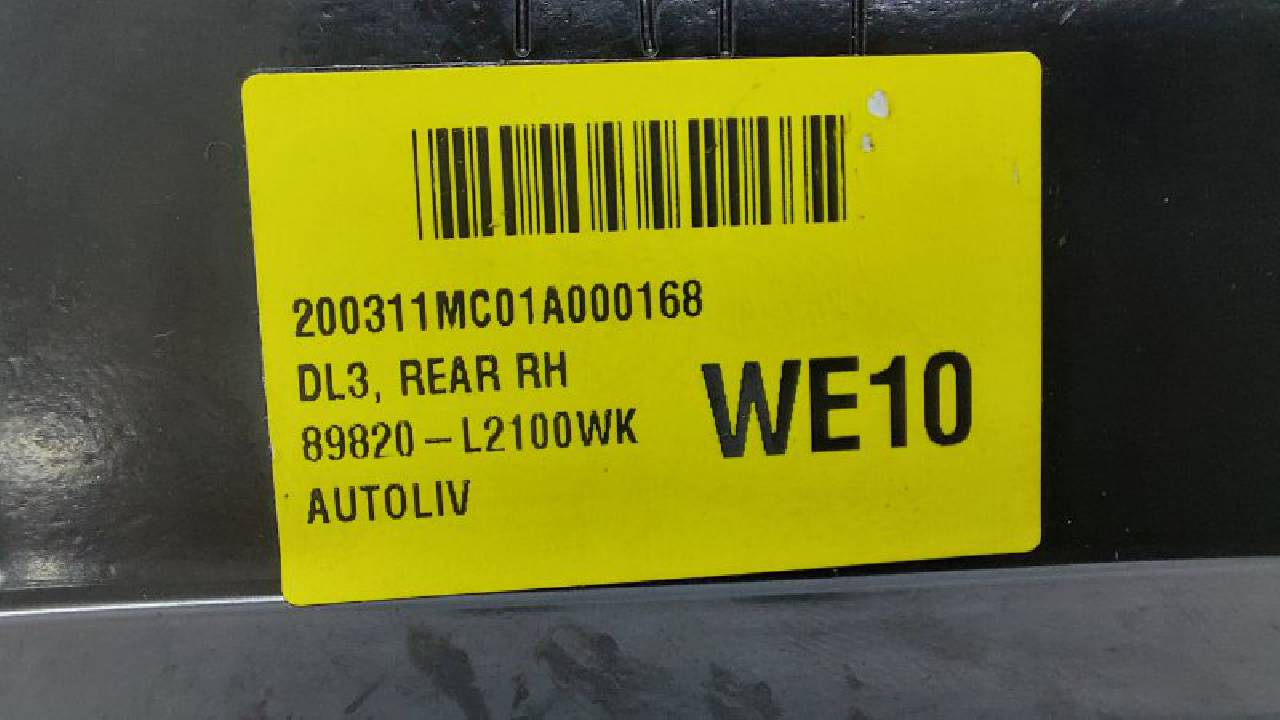 200311MC01A000168
DL3, REAR RH
89820-L2100WK
WE10
AUTOLIV